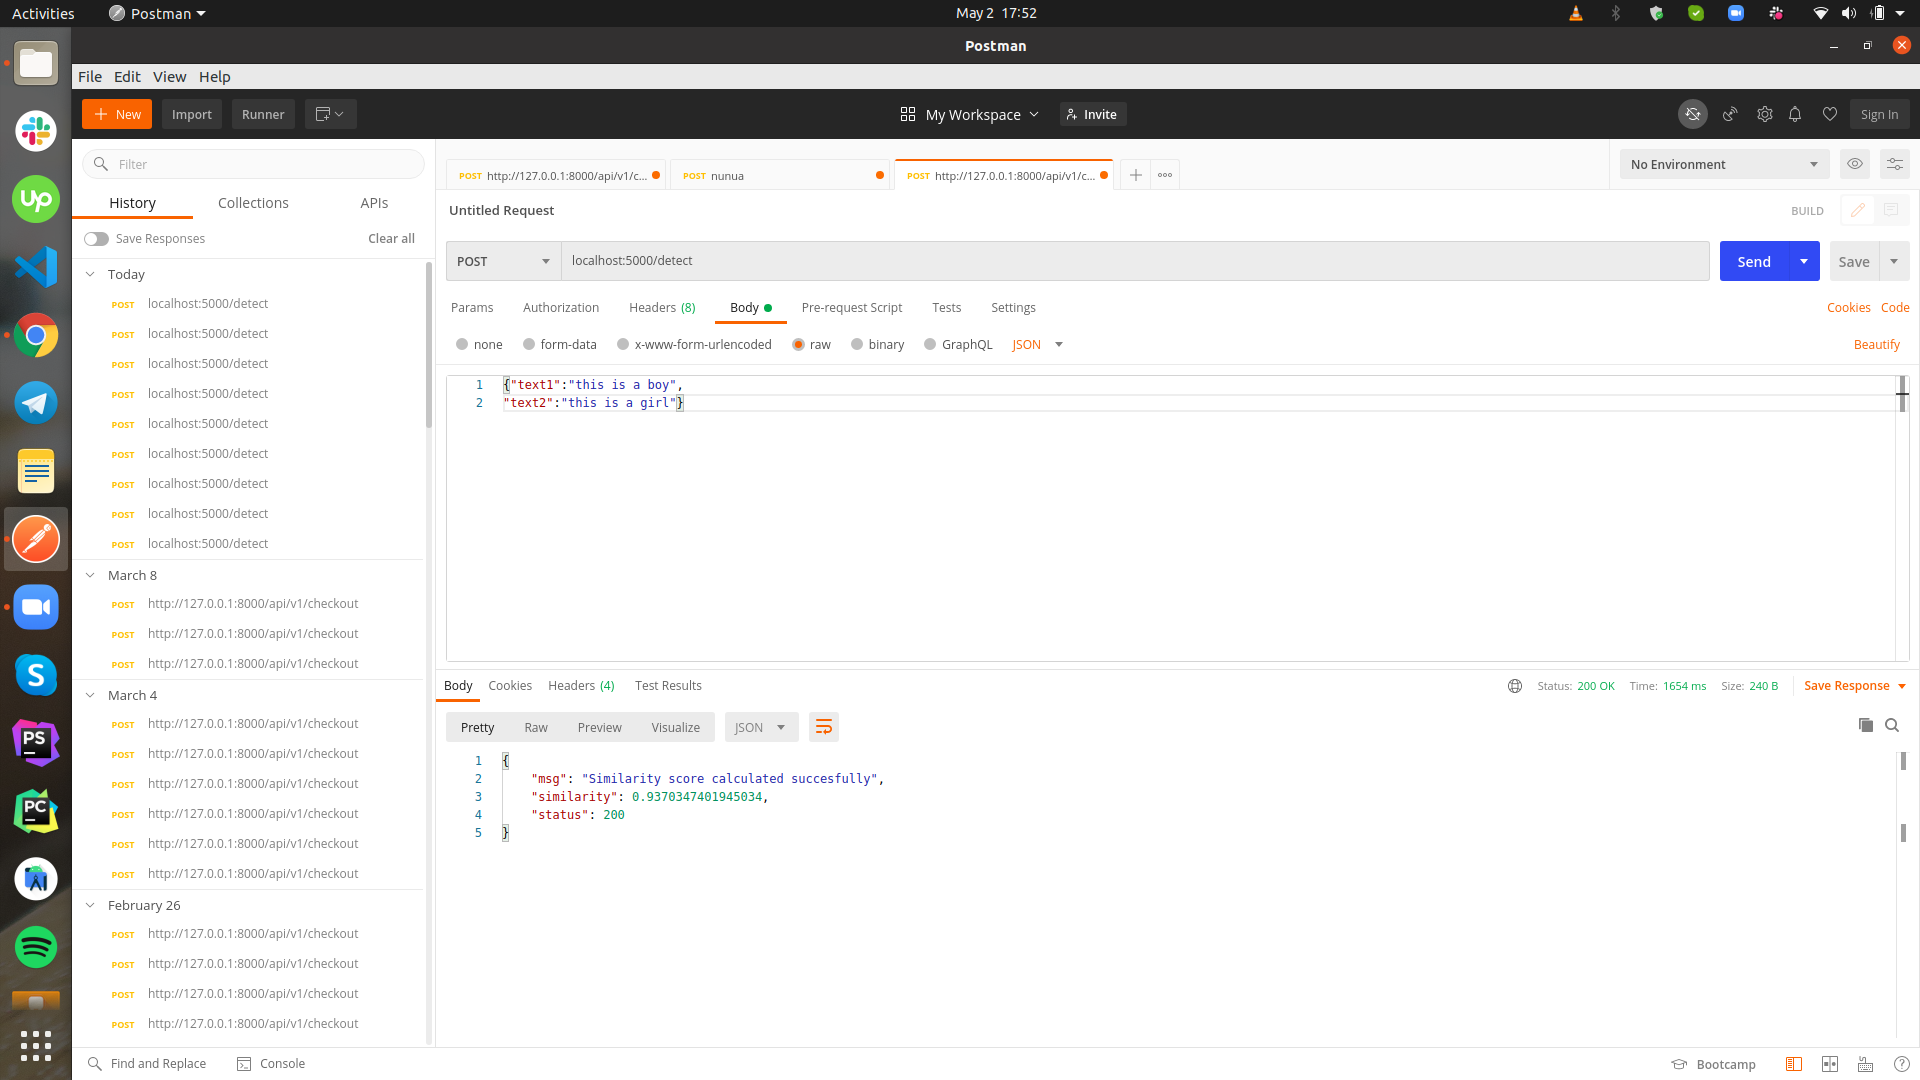 Activities Postman May 2 17:52
Postman
File Edit View Help
New Import Runner My Workspace Invite Sign In
Filter
POST http://127.0.0.1:8000/api/v1/c... POST nunua POST http://127.0.0.1:8000/api/v1/c... No Environment
History Collections APIs
Untitled Request BUILD
Save Responses Clear all
POST localhost:5000/detect Send Save
Today
POST localhost:5000/detect
POST localhost:5000/detect
POST localhost:5000/detect
POST localhost:5000/detect
POST localhost:5000/detect
POST localhost:5000/detect
POST localhost:5000/detect
POST localhost:5000/detect
POST localhost:5000/detect
March 8
POST http://127.0.0.1:8000/api/v1/checkout
POST http://127.0.0.1:8000/api/v1/checkout
POST http://127.0.0.1:8000/api/v1/checkout
March 4
POST http://127.0.0.1:8000/api/v1/checkout
POST http://127.0.0.1:8000/api/v1/checkout
POST http://127.0.0.1:8000/api/v1/checkout
POST http://127.0.0.1:8000/api/v1/checkout
POST http://127.0.0.1:8000/api/v1/checkout
POST http://127.0.0.1:8000/api/v1/checkout
February 26
POST http://127.0.0.1:8000/api/v1/checkout
POST http://127.0.0.1:8000/api/v1/checkout
POST http://127.0.0.1:8000/api/v1/checkout
POST http://127.0.0.1:8000/api/v1/checkout
Params Authorization Headers (8) Body Pre-request Script Tests Settings Cookies Code
none form-data x-www-form-urlencoded raw binary GraphQL JSON Beautify
1 {"text1":"this is a boy",
2 "text2":"this is a girl"}
Body Cookies Headers (4) Test Results Status: 200 OK Time: 1654 ms Size: 240 B Save Response
Pretty Raw Preview Visualize JSON
1 {
2 "msg": "Similarity score calculated succesfully",
3 "similarity": 0.9370347401945034,
4 "status": 200
5 }
Find and Replace Console Bootcamp
up
S
PS
PC